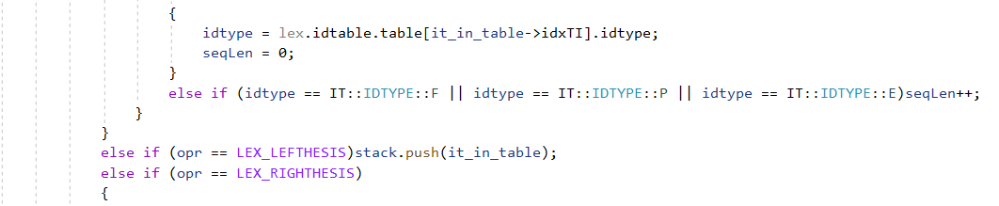 {
idtype = lex.idtable.table[it_in_table->idxTI].idtype;
seqLen = 0;
}
else if (idtype == IT::IDTYPE::F || idtype == IT::IDTYPE::P || idtype == IT::IDTYPE::E)seqLen++;
}
}
else if (opr == LEX_LEFTHESIS)stack.push(it_in_table);
else if (opr == LEX_RIGHTHESIS)
{